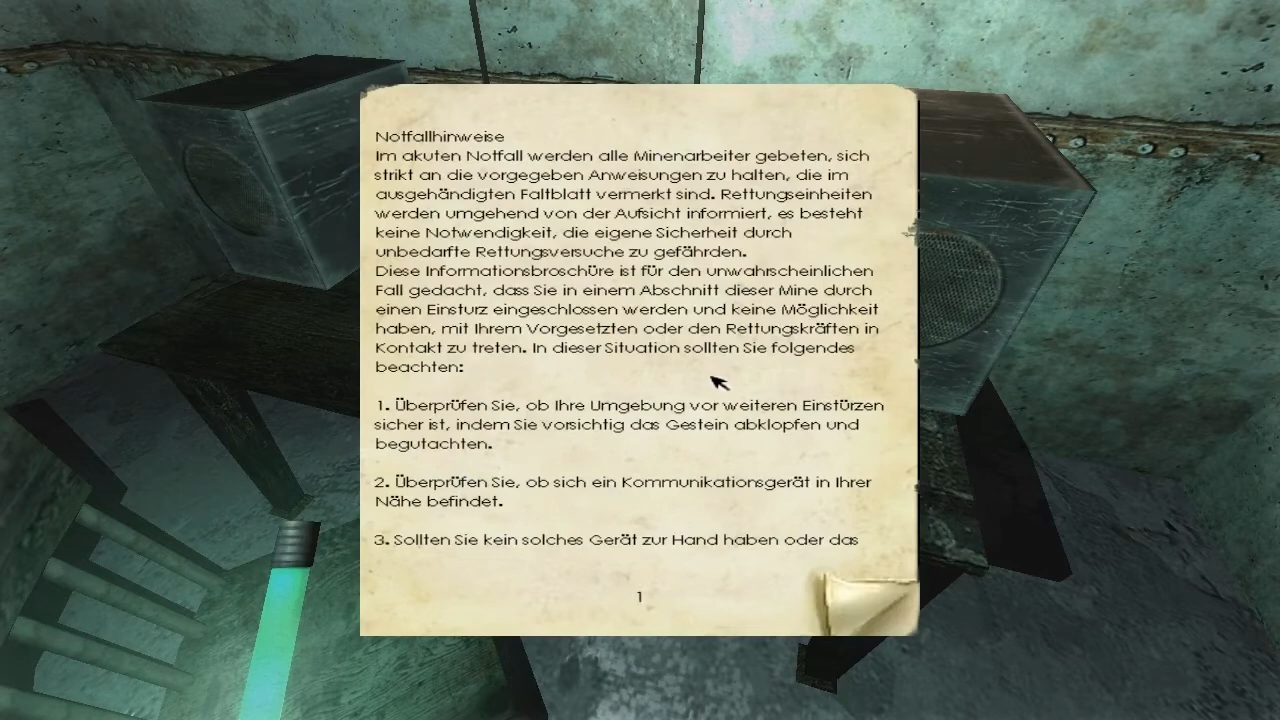 Notfallhinweise
Im akuten Notfall werden alle Minenarbeiter gebeten, sich
strikt an die vorgegeben Anweisungen zu halten, die im
ausgehändigten Faltblatt vermerkt sind. Rettungseinheiten
werden umgehend von der Aufsicht informiert, es besteht
keine Notwendigkeit, die eigene Sicherheit durch
unbedarfte Rettungsversuche zu gefährden.
Diese Informationsbroschüre ist für den unwahrscheinlichen
Fall gedacht, dass Sie in einem Abschnitt dieser Mine durch
einen Einsturz eingeschlossen werden und keine Möglichkeit
haben, mit Ihrem Vorgesetzten oder den Rettungskräften in
Kontakt zu treten. In dieser Situation sollten Sie folgendes
beachten:
1. Überprüfen Sie, ob Ihre Umgebung vor weiteren Einstürzen
sicher ist, indem Sie vorsichtig das Gestein abklopfen und
begutachten.
2. Überprüfen Sie, ob sich ein Kommunikationsgerät in Ihrer
Nähe befindet.
3. Sollten Sie kein solches Gerät zur Hand haben oder das
1